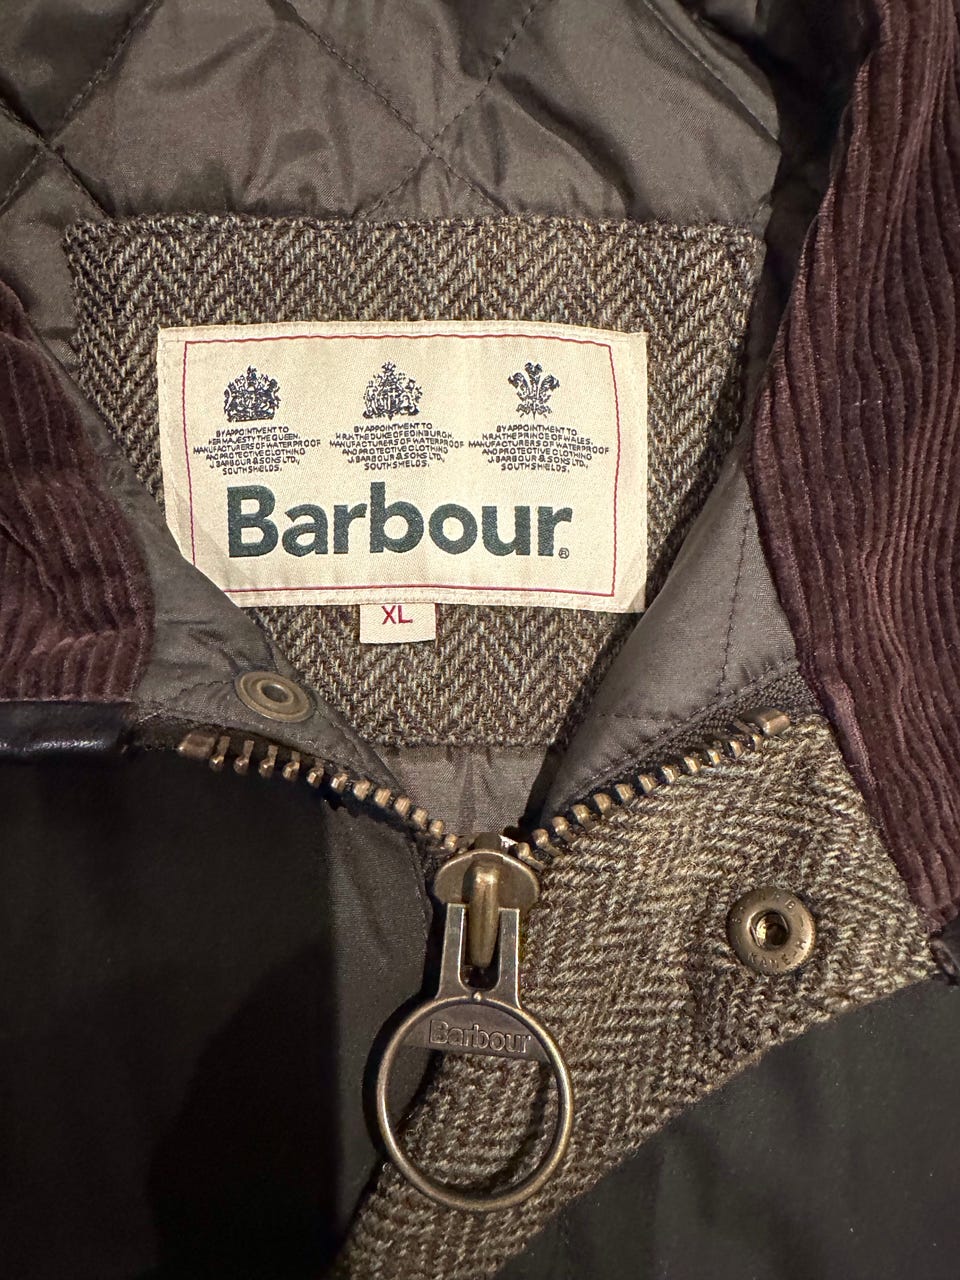 BY APPOINTMENT TO
HER MAJESTY THE QUEEN.
MANUFACTURERS OF WATERPROOF
AND PROTECTIVE CLOTHING
J. BARBOUR & SONS LTD.,
SOUTH SHIELDS.
BY APPOINTMENT TO
H.R.H. THE DUKE OF EDINBURGH.
MANUFACTURERS OF WATERPROOF
AND PROTECTIVE CLOTHING
J. BARBOUR & SONS LTD.,
SOUTH SHIELDS.
BY APPOINTMENT TO
H.R.H. THE PRINCE OF WALES.
MANUFACTURERS OF WATERPROOF
AND PROTECTIVE CLOTHING
J. BARBOUR & SONS LTD.,
SOUTH SHIELDS.
Barbour®
XL
Barbour